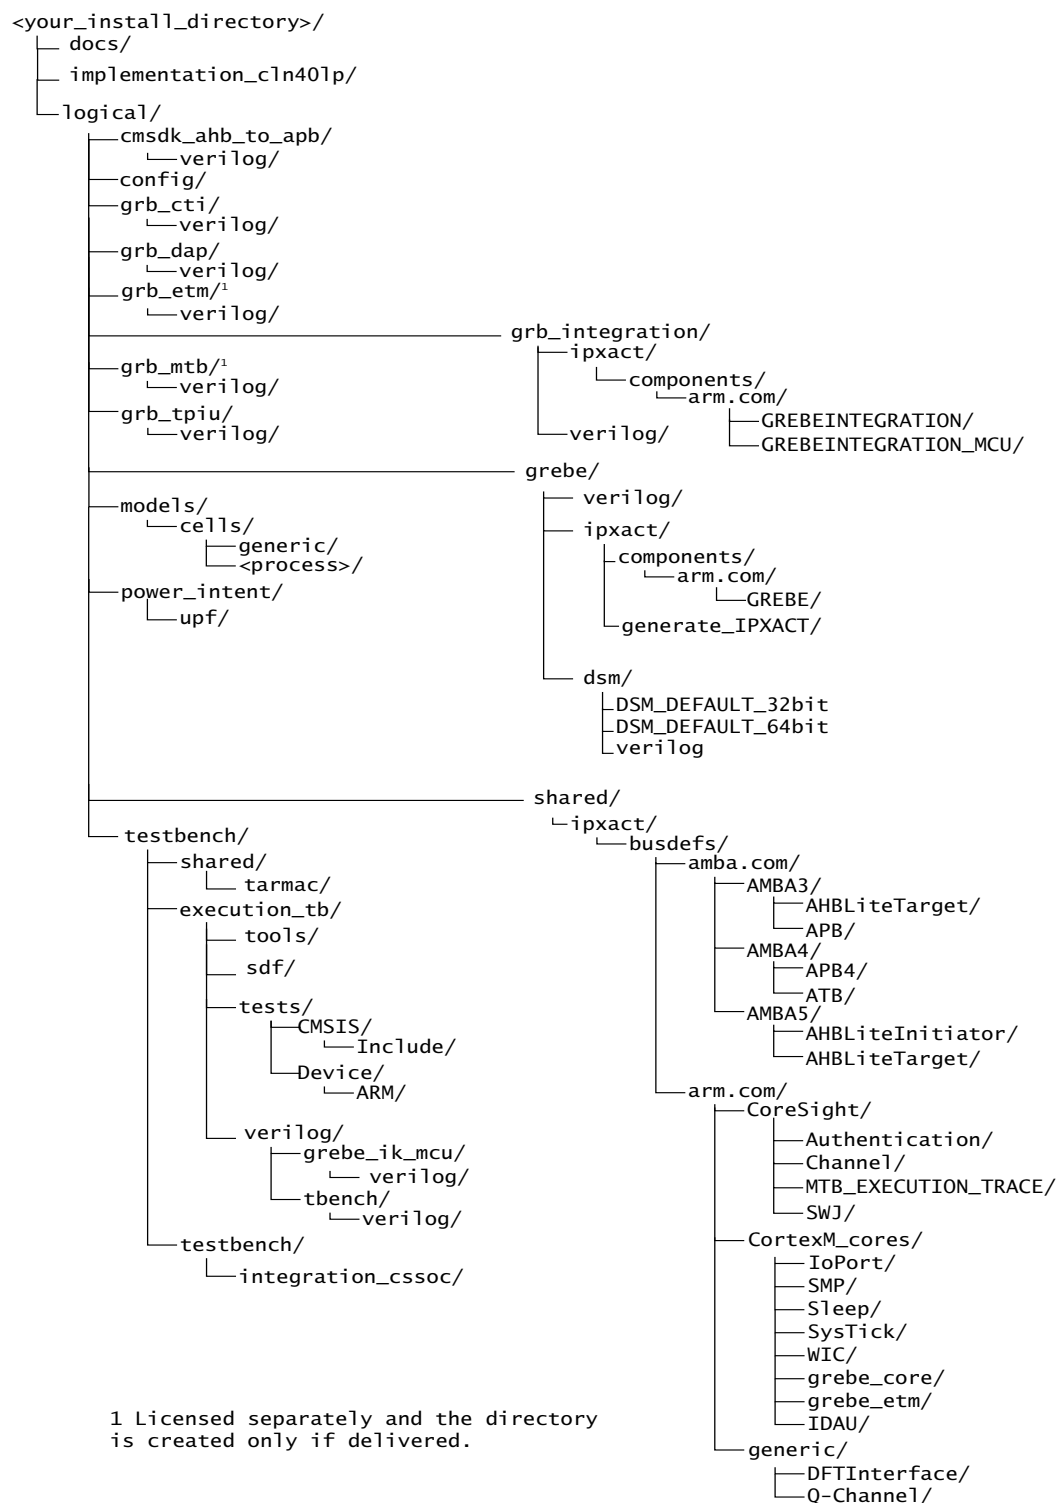 <your_install_directory>/
docs/
implementation_cln40lp/
logical/
cmsdk_ahb_to_apb/
verilog/
config/
grb_cti/
verilog/
grb_dap/
verilog/
grb_etm/1
verilog/
grb_integration/
ipxact/
components/
arm.com/
GREBEINTEGRATION/
GREBEINTEGRATION_MCU/
verilog/
grb_mtb/1
verilog/
grb_tpiu/
verilog/
grebe/
verilog/
ipxact/
components/
arm.com/
GREBE/
generate_IPXACT/
dsm/
DSM_DEFAULT_32bit
DSM_DEFAULT_64bit
verilog
models/
cells/
generic/
<process>/
power_intent/
upf/
shared/
ipxact/
busdefs/
amba.com/
AMBA3/
AHBLiteTarget/
APB/
AMBA4/
APB4/
ATB/
AMBA5/
AHBLiteInitiator/
AHBLiteTarget/
arm.com/
CoreSight/
Authentication/
Channel/
MTB_EXECUTION_TRACE/
SWJ/
CortexM_cores/
IoPort/
SMP/
Sleep/
SysTick/
WIC/
grebe_core/
grebe_etm/
IDAU/
generic/
DFTInterface/
Q-Channel/
testbench/
shared/
tarmac/
execution_tb/
tools/
sdf/
tests/
CMSIS/
Include/
Device/
ARM/
verilog/
grebe_ik_mcu/
verilog/
tbench/
verilog/
testbench/
integration_cssoc/
1 Licensed separately and the directory
is created only if delivered.